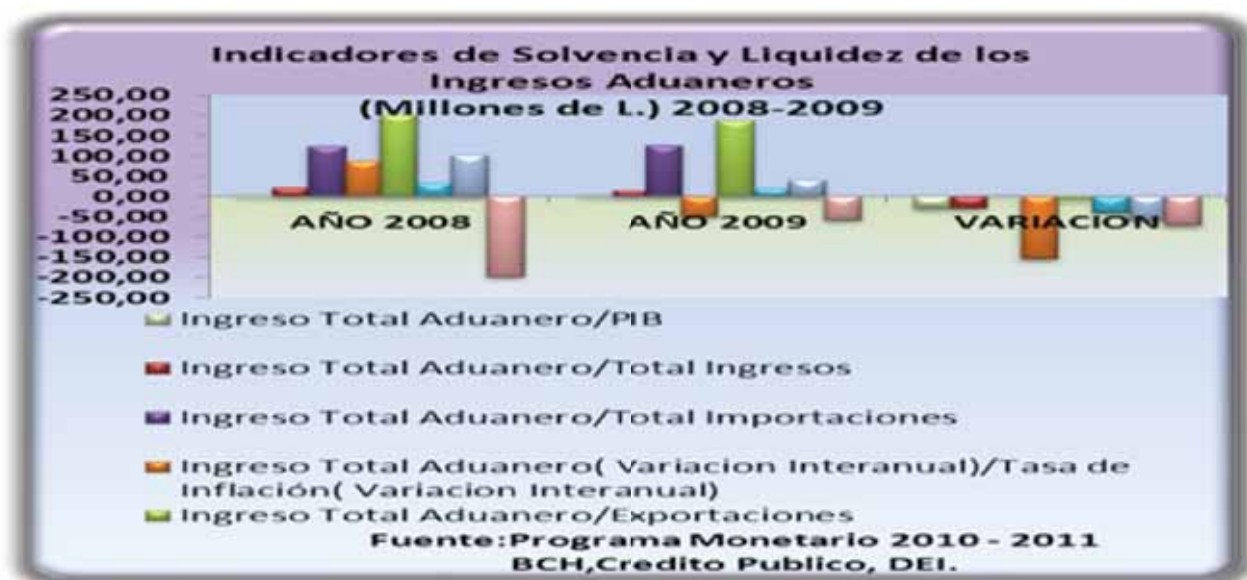 Indicadores de Solvencia y Liquidez de los
Ingresos Aduaneros
(Millones de L.) 2008-2009
250,00
200,00
150,00
100,00
50,00
0,00
-50,00
-100,00
-150,00
-200,00
-250,00
AÑO 2008
AÑO 2009
VARIACION
Ingreso Total Aduanero/PIB
Ingreso Total Aduanero/Total Ingresos
Ingreso Total Aduanero/Total Importaciones
Ingreso Total Aduanero( Variacion Interanual)/Tasa de
Inflación( Variacion Interanual)
Ingreso Total Aduanero/Exportaciones
Fuente:Programa Monetario 2010 - 2011
BCH,Credito Publico, DEI.